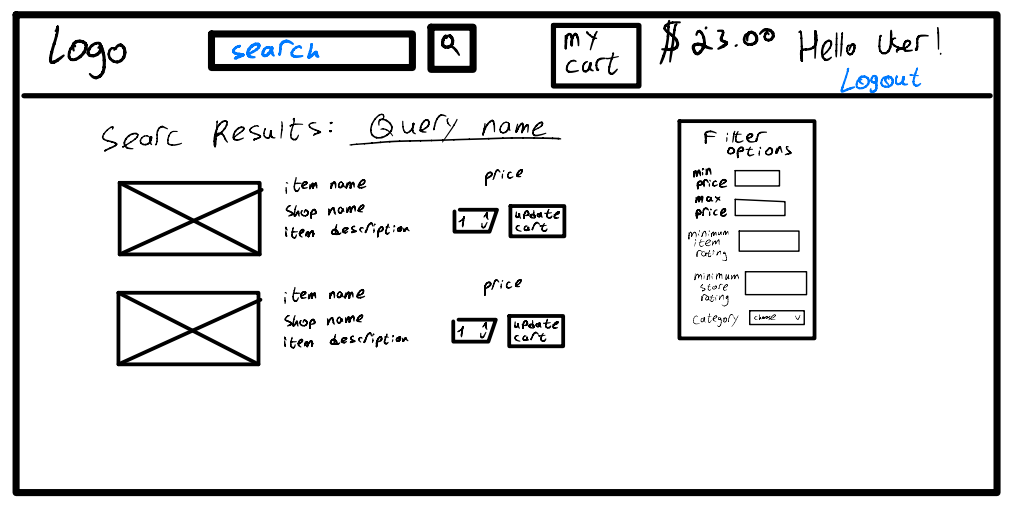 Logo
search
my
cart
$ 23.00
Hello User!
Logout
Searc Results: Query name
item name
price
shop name
item description
1
update
cart
item name
price
shop name
item description
1
update
cart
Filter
options
min
price
max
price
minimum
item
rating
minimum
store
rating
category
choose